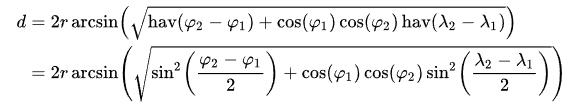 d = 2r arcsin(√(hav(φ₂ − φ₁) + cos(φ₁) cos(φ₂) hav(λ₂ − λ₁)))
= 2r arcsin(√(sin²((φ₂ − φ₁)/2) + cos(φ₁) cos(φ₂) sin²((λ₂ − λ₁)/2)))